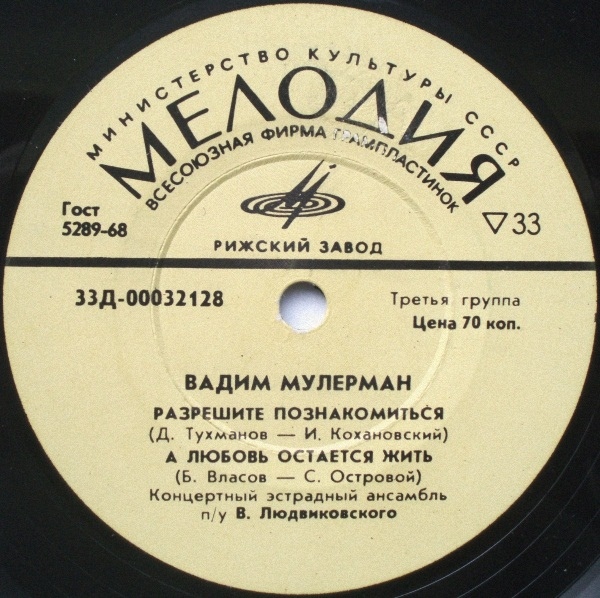 МИНИСТЕРСТВО КУЛЬТУРЫ СССР
МЕЛОДИЯ
ВСЕСОЮЗНАЯ ФИРМА ГРАМПЛАСТИНОК
Гост
5289-68
▽33
РИЖСКИЙ ЗАВОД
33Д-00032128
Третья группа
Цена 70 коп.
ВАДИМ МУЛЕРМАН
РАЗРЕШИТЕ ПОЗНАКОМИТЬСЯ
(Д. Тухманов — И. Кохановский)
А ЛЮБОВЬ ОСТАЕТСЯ ЖИТЬ
(Б. Власов — С. Островой)
Концертный эстрадный ансамбль
п/у В. Людвиковского